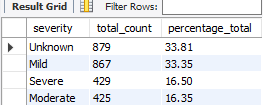 Result Grid Filter Rows:
severity total_count percentage_total
Unknown 879 33.81
Mild 867 33.35
Severe 429 16.50
Moderate 425 16.35